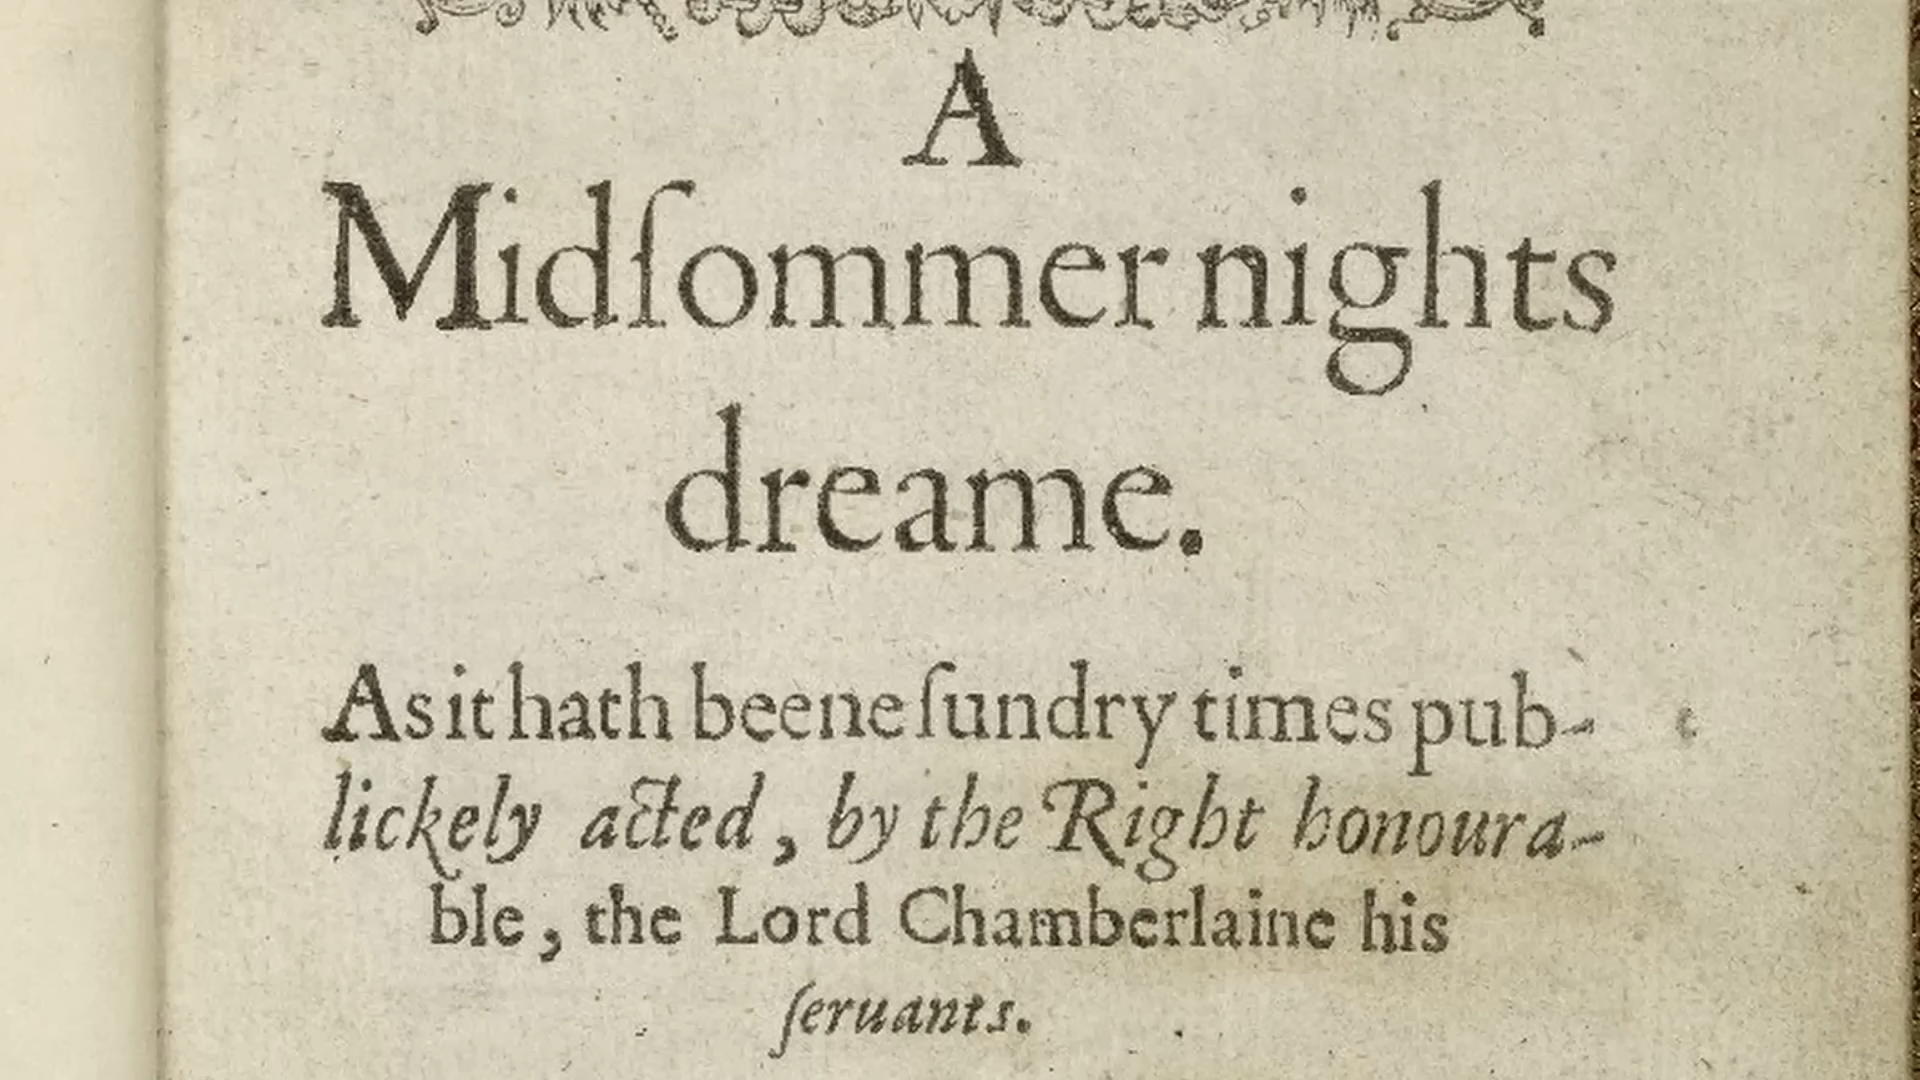 A
Midſommer nights
dreame.
As it hath beene ſundry times pub-
lickely acted, by the Right honoura-
ble, the Lord Chamberlaine his
ſeruants.